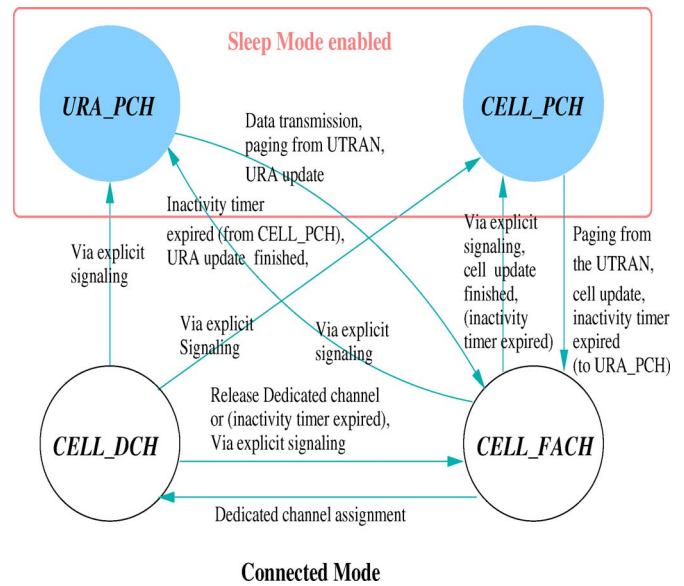 Sleep Mode enabled
URA_PCH
CELL_PCH
Data transmission,
paging from UTRAN,
URA update
Inactivity timer
expired (from CELL_PCH),
URA update finished,
Via explicit
signaling
Via explicit
signaling,
cell update
finished,
(inactivity
timer expired)
Paging from
the UTRAN,
cell update,
inactivity timer
expired
(to URA_PCH)
Via explicit
Signaling
Via explicit
signaling
Release Dedicated channel
or (inactivity timer expired),
Via explicit signaling
CELL_DCH
CELL_FACH
Dedicated channel assignment
Connected Mode